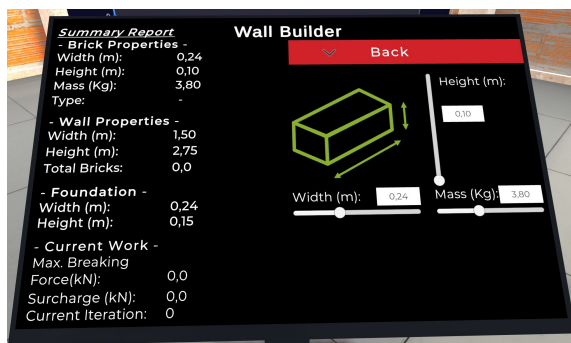 Summary Report
- Brick Properties -
Width (m): 0,24
Height (m): 0,10
Mass (Kg): 3,80
Type: -
- Wall Properties -
Width (m): 1,50
Height (m): 2,75
Total Bricks: 0,0
- Foundation -
Width (m): 0,24
Height (m): 0,15
- Current Work -
Max. Breaking
Force(kN): 0,0
Surcharge (kN): 0,0
Current Iteration: 0
Wall Builder
Back
Height (m):
0,10
Width (m): 0,24
Mass (Kg): 3,80